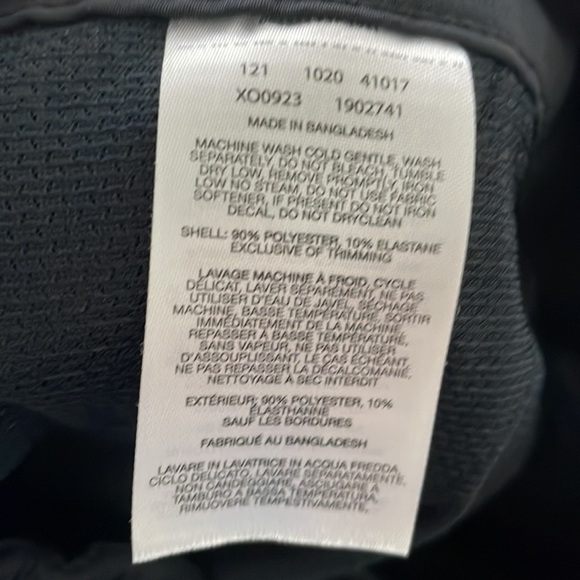 121 1020 41017
XO0923 1902741
MADE IN BANGLADESH
MACHINE WASH COLD GENTLE, WASH
SEPARATELY, DO NOT BLEACH, TUMBLE
DRY LOW, REMOVE PROMPTLY, IRON
LOW NO STEAM, DO NOT USE FABRIC
SOFTENER, IF PRESENT DO NOT IRON
DECAL, DO NOT DRYCLEAN
SHELL: 90% POLYESTER, 10% ELASTANE
EXCLUSIVE OF TRIMMING
LAVAGE MACHINE À FROID, CYCLE
DÉLICAT, LAVER SÉPARÉMENT, NE PAS
UTILISER D'EAU DE JAVEL, SÉCHAGE
MACHINE, BASSE TEMPÉRATURE, SORTIR
IMMÉDIATEMENT DE LA MACHINE,
REPASSER À BASSE TEMPÉRATURE,
SANS VAPEUR, NE PAS UTILISER
D'ASSOUPLISSANT, LE CAS ÉCHÉANT,
NE PAS REPASSER LA DÉCALCOMANIE,
NETTOYAGE À SEC INTERDIT
EXTÉRIEUR: 90% POLYESTER, 10%
ÉLASTHANNE
SAUF LES BORDURES
FABRIQUÉ AU BANGLADESH
LAVARE IN LAVATRICE IN ACQUA FREDDA,
CICLO DELICATO, LAVARE SEPARATAMENTE,
NON CANDEGGIARE, ASCIUGARE A
TAMBURO A BASSA TEMPERATURA,
RIMUOVERE TEMPESTIVAMENTE,